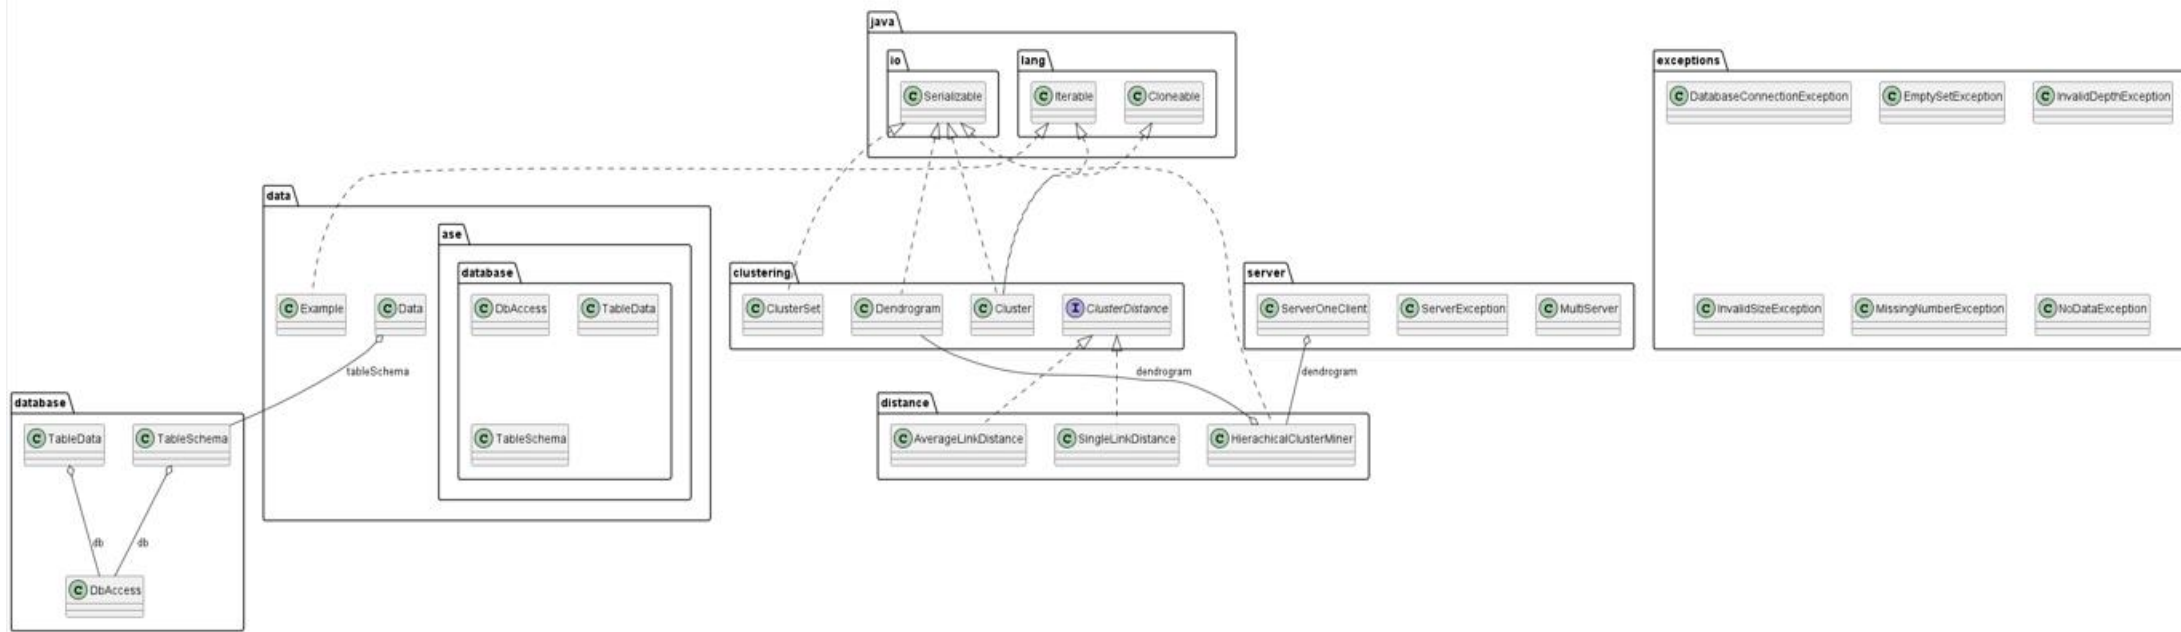 java
io
lang
exceptions
C Serializable
C Iterable
C Cloneable
C DatabaseConnectionException
C EmptySetException
C InvalidDepthException
data
ase
database
clustering
server
C Example
C Data
C DbAccess
C TableData
C ClusterSet
C Dendrogram
C Cluster
I ClusterDistance
C ServerOneClient
C ServerException
C MultiServer
C InvalidSizeException
C MissingNumberException
C NoDataException
tableSchema
dendrogram
dendrogram
database
distance
C TableData
C TableSchema
C TableSchema
C AverageLinkDistance
C SingleLinkDistance
C HierachicalClusterMiner
db
db
C DbAccess